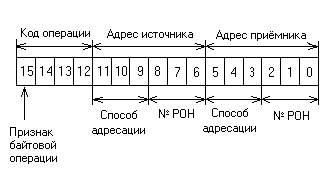 Код операции Адрес источника Адрес приёмника
15 14 13 12 11 10 9 8 7 6 5 4 3 2 1 0
Способ адресации № РОН Способ адресации № РОН
Признак байтовой операции